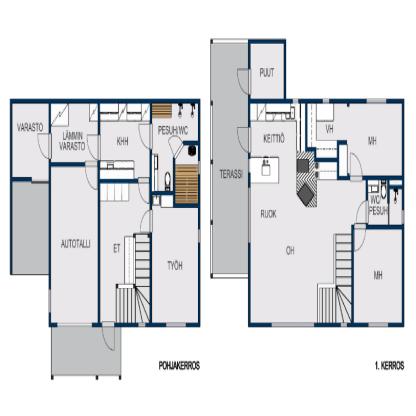 VARASTO
LÄMMIN
VARASTO
KHH
PESUH/WC
AUTOTALLI
ET
TYÖH
POHJAKERROS
PUUT
KEITTIÖ
VH
MH
TERASSI
RUOK
OH
WC
PESUH
MH
1. KERROS